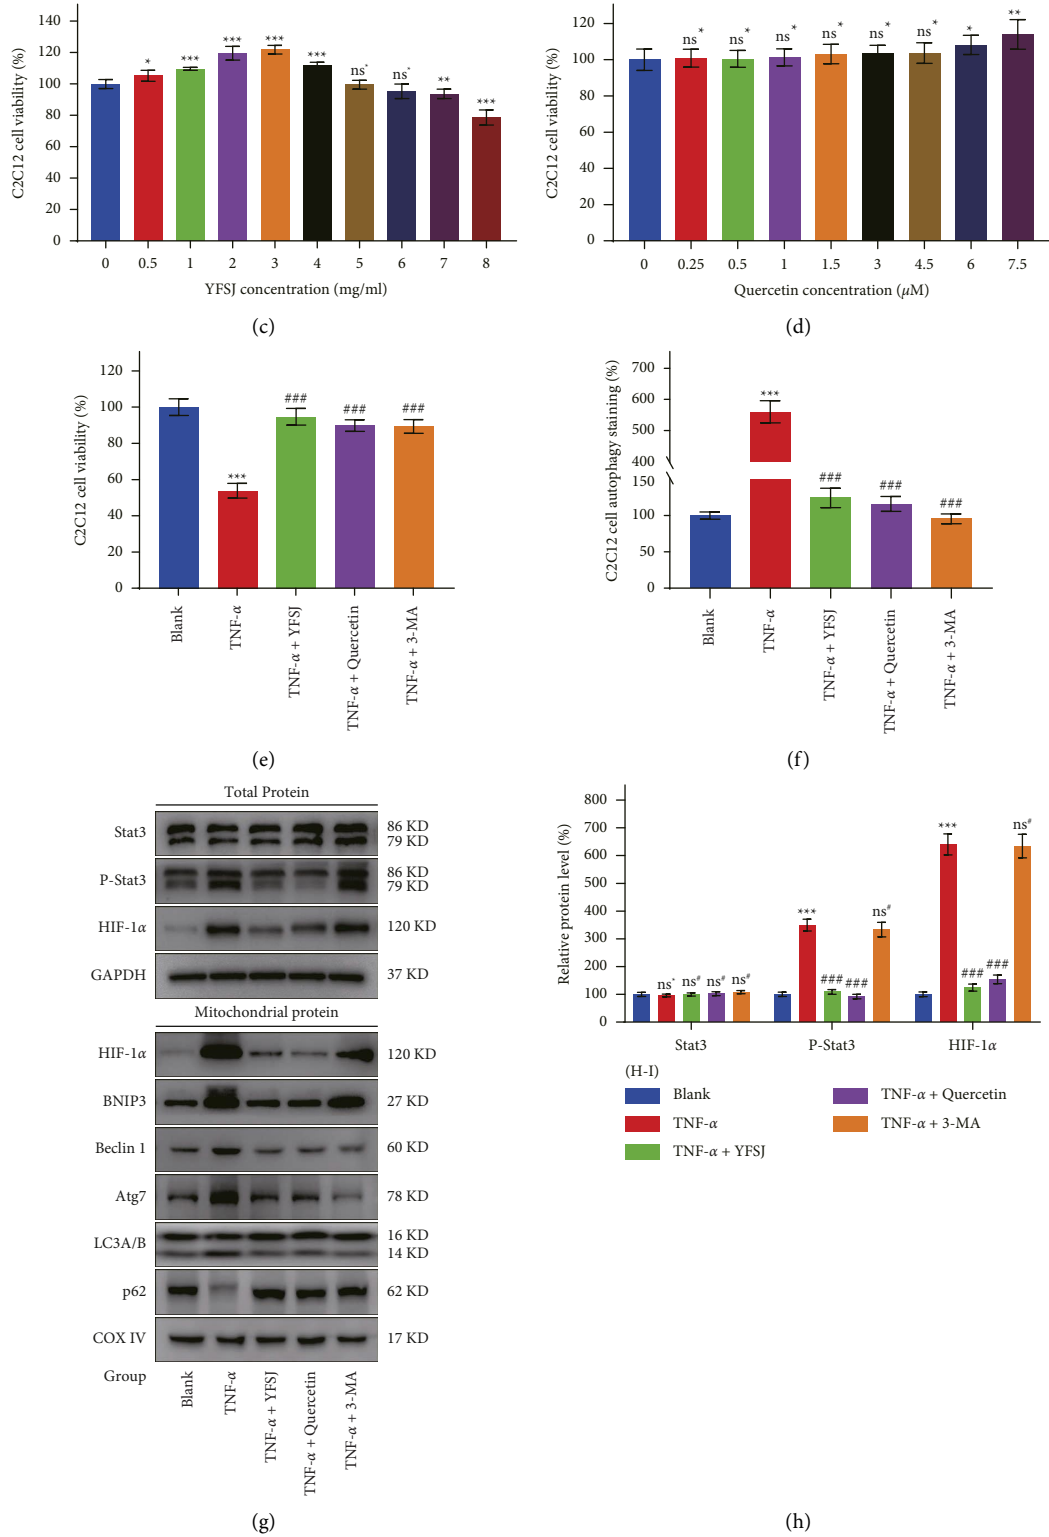 C2C12 cell viability (%)
140
120
100
80
60
40
20
0
* *** *** *** *** ns* ns* ** ***
0 0.5 1 2 3 4 5 6 7 8
YFSJ concentration (mg/ml)
(c)
C2C12 cell viability (%)
120
100
80
60
40
20
0
ns* ns* ns* ns* ns* ns* * **
0 0.25 0.5 1 1.5 3 4.5 6 7.5
Quercetin concentration (μM)
(d)
C2C12 cell viability (%)
120
100
80
60
40
20
0
*** ### ### ###
Blank
TNF-α
TNF-α + YFSJ
TNF-α + Quercetin
TNF-α + 3-MA
(e)
C2C12 cell autophagy staining (%)
700
600
500
400
150
100
50
0
*** ### ### ###
Blank
TNF-α
TNF-α + YFSJ
TNF-α + Quercetin
TNF-α + 3-MA
(f)
Total Protein
Stat3 86 KD
79 KD
P-Stat3 86 KD
79 KD
HIF-1α 120 KD
GAPDH 37 KD
Mitochondrial protein
HIF-1α 120 KD
BNIP3 27 KD
Beclin 1 60 KD
Atg7 78 KD
LC3A/B 16 KD
14 KD
p62 62 KD
COX IV 17 KD
Group
Blank
TNF-α
TNF-α + YFSJ
TNF-α + Quercetin
TNF-α + 3-MA
(g)
Relative protein level (%)
800
700
600
500
400
300
200
100
0
ns* ns# ns# ns#
*** ### ### ns#
*** ### ### ns#
Stat3 P-Stat3 HIF-1α
(H-I)
Blank
TNF-α
TNF-α + YFSJ
TNF-α + Quercetin
TNF-α + 3-MA
(h)